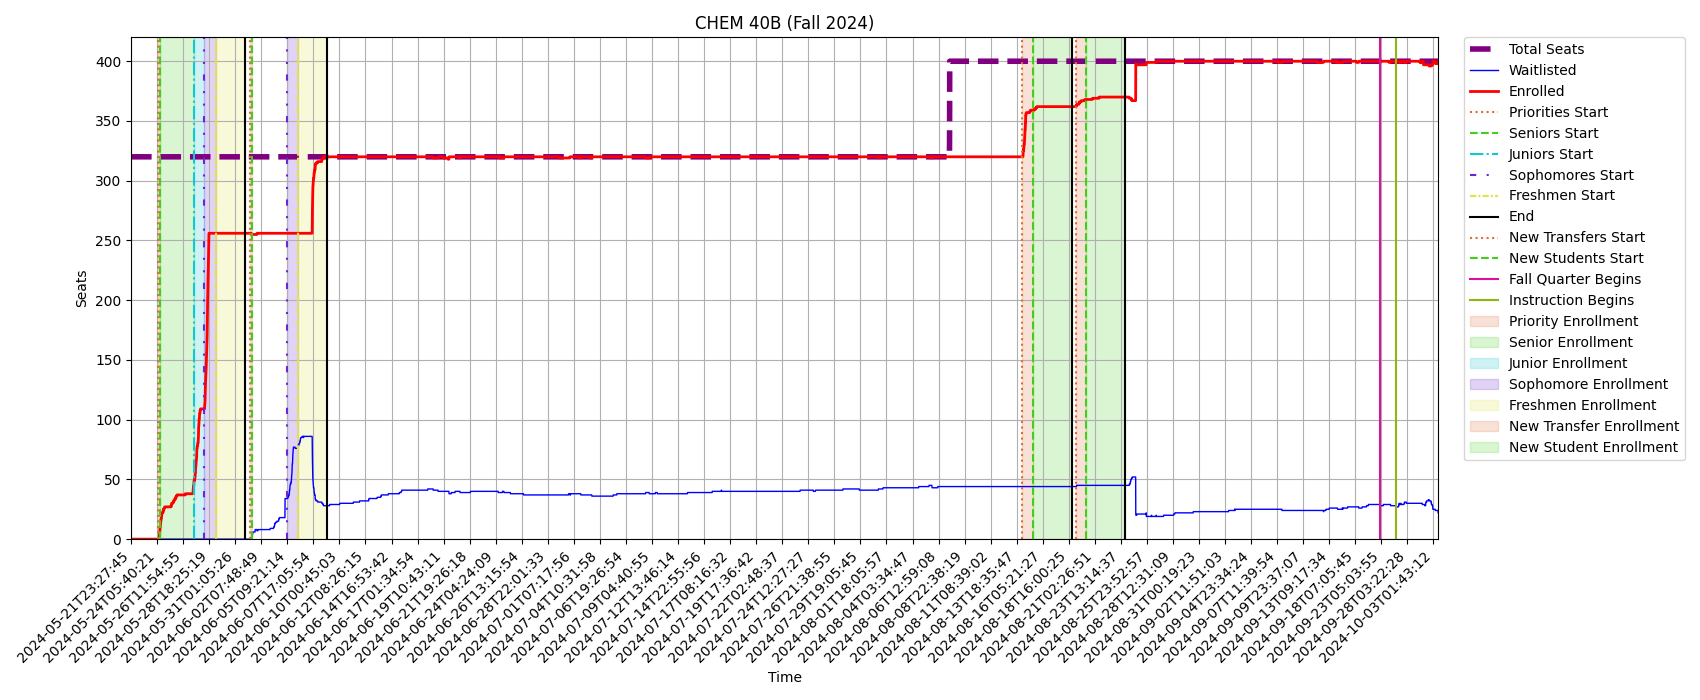 CHEM 40B (Fall 2024)
Seats
400
350
300
250
200
150
100
50
0
2024-05-21T23:27:45
2024-05-24T05:40:21
2024-05-26T11:54:55
2024-05-28T18:25:19
2024-05-31T01:05:26
2024-06-02T07:48:49
2024-06-05T09:21:14
2024-06-07T17:05:54
2024-06-10T00:45:03
2024-06-12T08:26:15
2024-06-14T16:53:42
2024-06-17T01:34:54
2024-06-19T10:43:11
2024-06-21T19:26:18
2024-06-24T04:24:09
2024-06-26T13:15:54
2024-06-28T22:01:33
2024-07-01T07:17:56
2024-07-04T10:31:58
2024-07-06T19:26:54
2024-07-09T04:40:55
2024-07-12T13:46:14
2024-07-14T22:55:56
2024-07-17T08:16:32
2024-07-19T17:36:42
2024-07-22T02:48:37
2024-07-24T12:27:27
2024-07-26T21:38:55
2024-07-29T19:05:45
2024-08-01T18:05:57
2024-08-04T03:34:47
2024-08-06T12:59:08
2024-08-08T22:38:19
2024-08-11T08:39:02
2024-08-13T18:35:47
2024-08-16T05:21:27
2024-08-18T16:00:25
2024-08-21T02:26:51
2024-08-23T13:14:37
2024-08-25T23:52:57
2024-08-28T12:31:09
2024-08-31T00:19:23
2024-09-02T11:51:03
2024-09-04T23:34:24
2024-09-07T11:39:54
2024-09-09T23:37:07
2024-09-13T09:17:34
2024-09-18T07:05:45
2024-09-23T05:03:55
2024-09-28T03:22:28
2024-10-03T01:43:12
Time
Total Seats
Waitlisted
Enrolled
Priorities Start
Seniors Start
Juniors Start
Sophomores Start
Freshmen Start
End
New Transfers Start
New Students Start
Fall Quarter Begins
Instruction Begins
Priority Enrollment
Senior Enrollment
Junior Enrollment
Sophomore Enrollment
Freshmen Enrollment
New Transfer Enrollment
New Student Enrollment